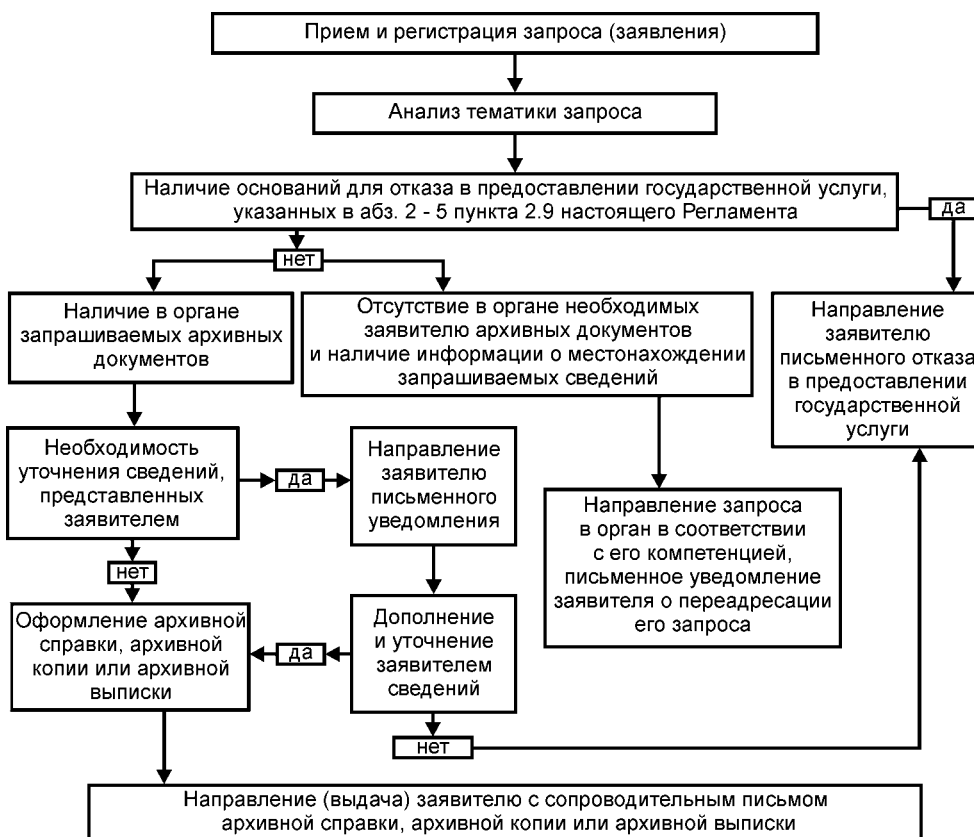 Прием и регистрация запроса (заявления)
Анализ тематики запроса
Наличие оснований для отказа в предоставлении государственной услуги,
указанных в абз. 2 - 5 пункта 2.9 настоящего Регламента
да
нет
Наличие в органе
запрашиваемых архивных
документов
Отсутствие в органе необходимых
заявителю архивных документов
и наличие информации о местонахождении
запрашиваемых сведений
Направление
заявителю
письменного отказа
в предоставлении
государственной
услуги
Необходимость
уточнения сведений,
представленных
заявителем
да
Направление
заявителю
письменного
уведомления
Направление запроса
в орган в соответствии
с его компетенцией,
письменное уведомление
заявителя о переадресации
его запроса
нет
Оформление архивной
справки, архивной
копии или архивной
выписки
да
Дополнение
и уточнение
заявителем
сведений
нет
Направление (выдача) заявителю с сопроводительным письмом
архивной справки, архивной копии или архивной выписки